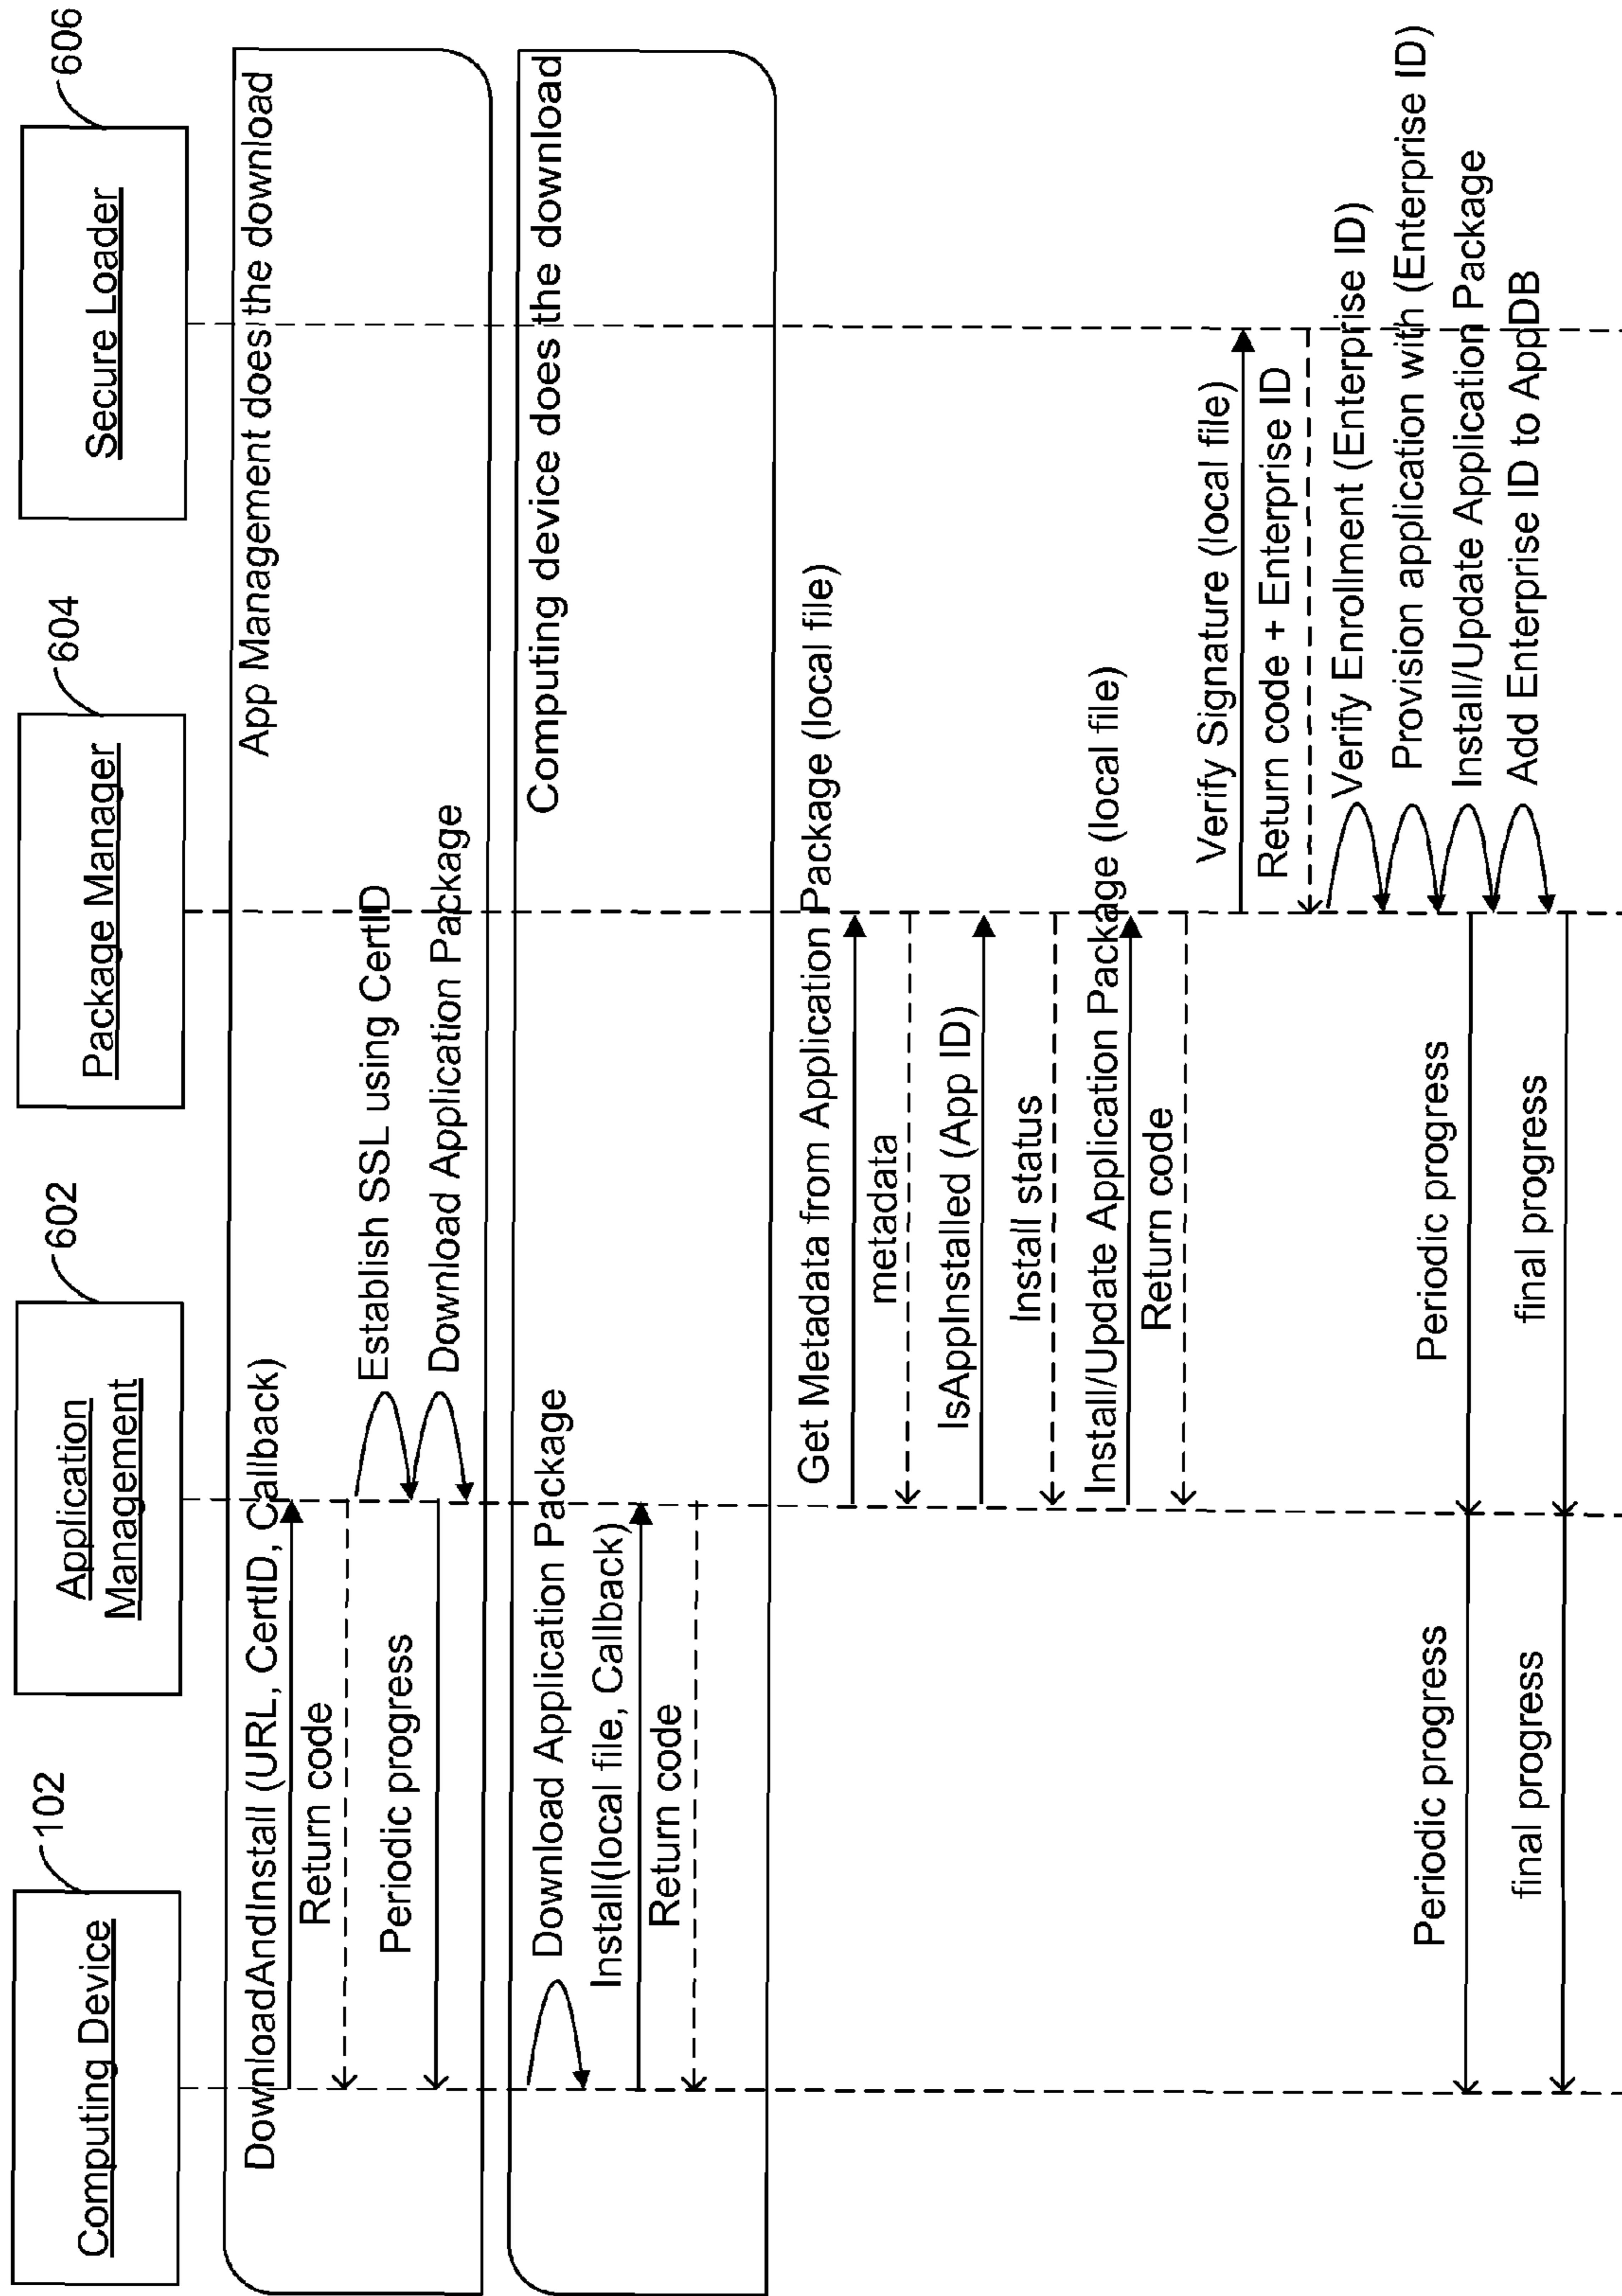 102
602
604
606
Computing Device
Application
Management
Package Manager
Secure Loader
App Management does the download
DownloadAndInstall (URL, CertID, Callback)
Return code
Establish SSL using CertID
Periodic progress
Download Application Package
Computing device does the download
Download Application Package
Install(local file, Callback)
Return code
Get Metadata from Application Package (local file)
metadata
IsAppInstalled (App ID)
Install status
Install/Update Application Package (local file)
Return code
Verify Signature (local file)
Return code + Enterprise ID
Verify Enrollment (Enterprise ID)
Provision application with (Enterprise ID)
Periodic progress
Periodic progress
Install/Update Application Package
Add Enterprise ID to AppDB
final progress
final progress